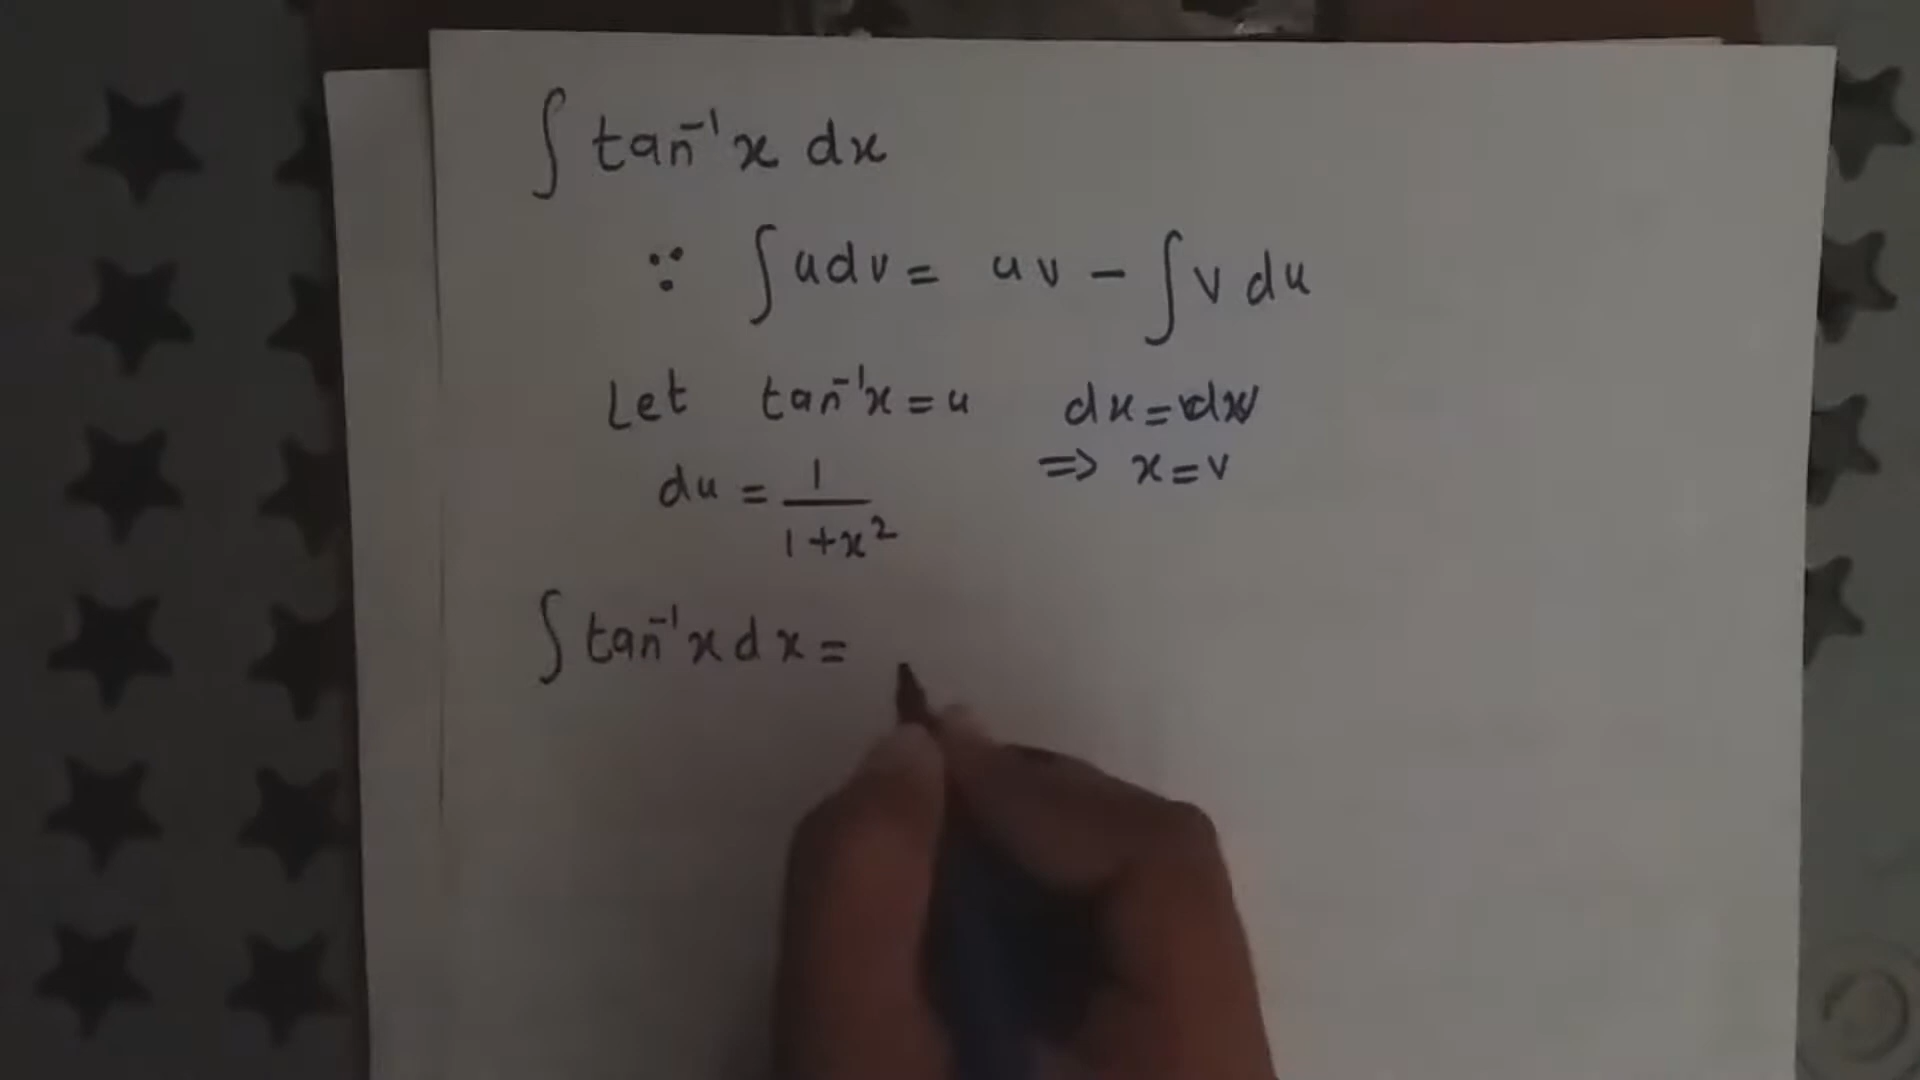 ∫ tan⁻¹x dx
∵ ∫ u dv = uv − ∫ v du
Let tan⁻¹x = u dx = dv
du = 1/(1+x²) ⇒ x = v
∫ tan⁻¹x dx =